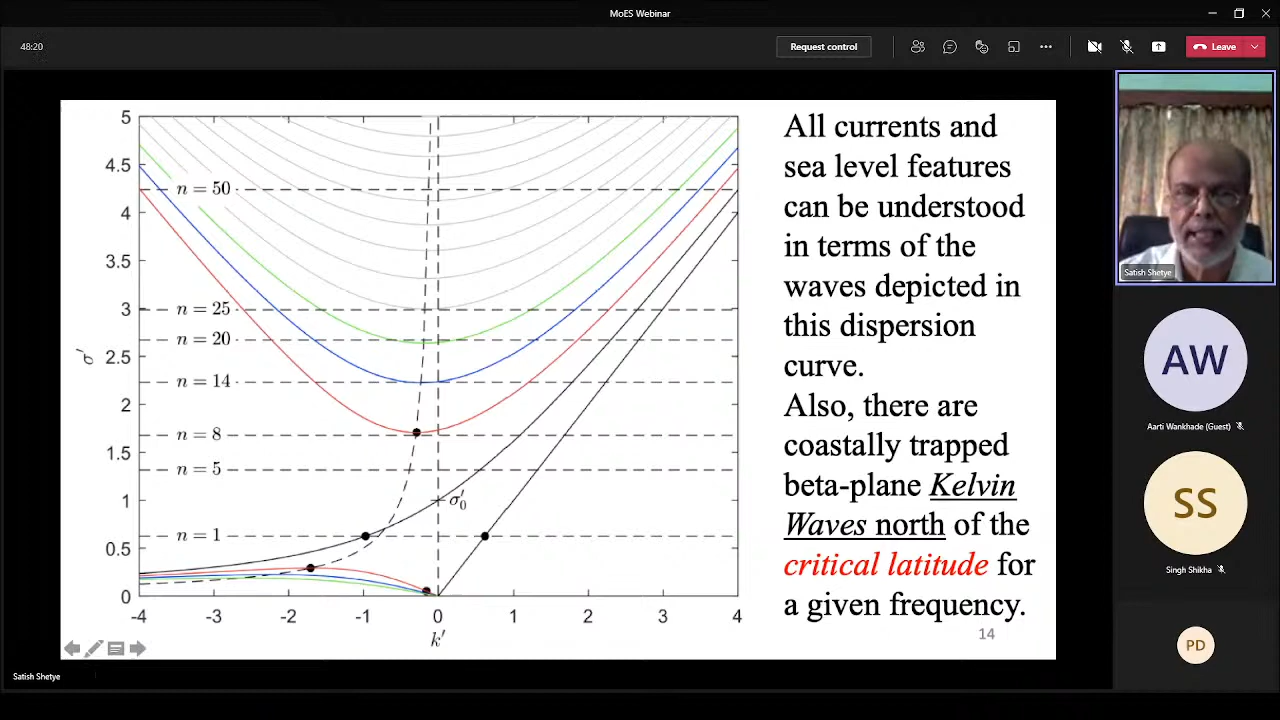 MoES Webinar
48:20
Request control
Leave
5
4.5
4
3.5
3
2.5
2
1.5
1
0.5
0
σ′
n = 50
n = 25
n = 20
n = 14
n = 8
n = 5
n = 1
σ′0
-4
-3
-2
-1
0
1
2
3
4
k′
All currents and
sea level features
can be understood
in terms of the
waves depicted in
this dispersion
curve.
Also, there are
coastally trapped
beta-plane Kelvin
Waves north of the
critical latitude for
a given frequency.
14
Satish Shetye
AW
Aarti Wankhade (Guest)
SS
Singh Shikha
PD
Satish Shetye